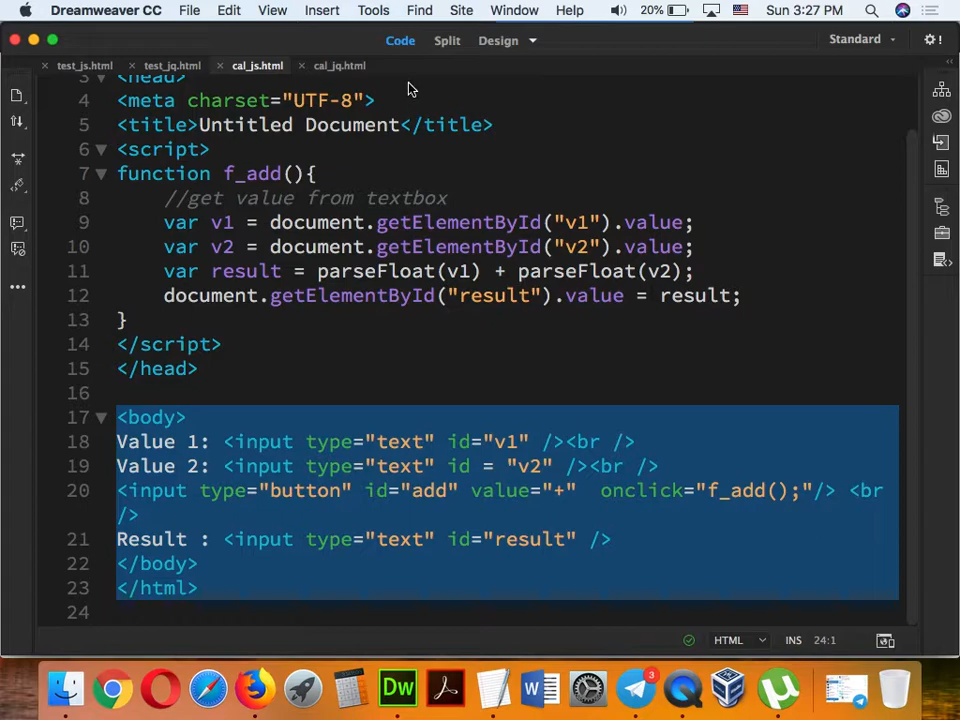 Dreamweaver CC File Edit View Insert Tools Find Site Window Help 20% Sun 3:27 PM
Code Split Design Standard
test_js.html test_jq.html cal_js.html cal_jq.html
3 <head>
4 <meta charset="UTF-8">
5 <title>Untitled Document</title>
6 <script>
7 function f_add(){
8 //get value from textbox
9 var v1 = document.getElementById("v1").value;
10 var v2 = document.getElementById("v2").value;
11 var result = parseFloat(v1) + parseFloat(v2);
12 document.getElementById("result").value = result;
13 }
14 </script>
15 </head>
16
17 <body>
18 Value 1: <input type="text" id="v1" /><br />
19 Value 2: <input type="text" id = "v2" /><br />
20 <input type="button" id="add" value="+"  onclick="f_add();"/> <br
/>
21 Result : <input type="text" id="result" />
22 </body>
23 </html>
24
HTML INS 24:1
Dw W 3